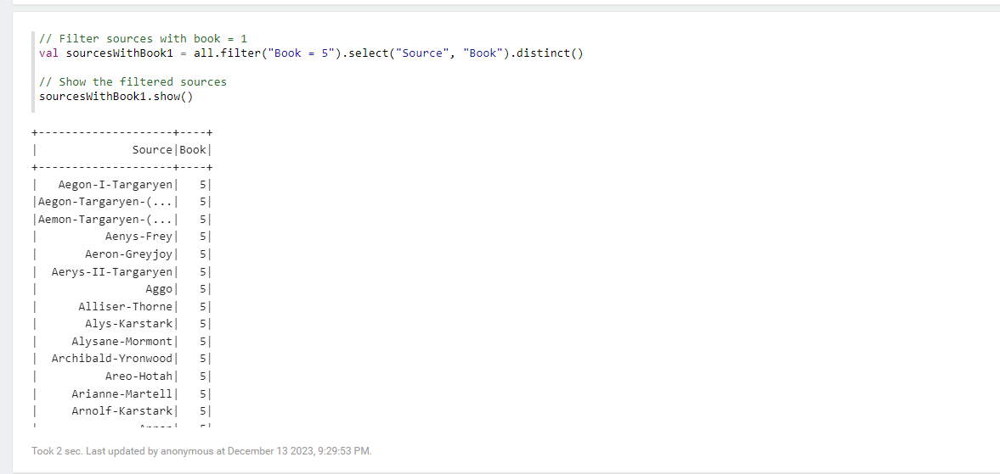 // Filter sources with book = 1
val sourcesWithBook1 = all.filter("Book = 5").select("Source", "Book").distinct()
// Show the filtered sources
sourcesWithBook1.show()
+--------------------+----+
|              Source|Book|
+--------------------+----+
|   Aegon-I-Targaryen|   5|
|Aegon-Targaryen-(...|   5|
|Aemon-Targaryen-(...|   5|
|          Aenys-Frey|   5|
|       Aeron-Greyjoy|   5|
|  Aerys-II-Targaryen|   5|
|                Aggo|   5|
|      Alliser-Thorne|   5|
|       Alys-Karstark|   5|
|     Alysane-Mormont|   5|
|  Archibald-Yronwood|   5|
|          Areo-Hotah|   5|
|     Arianne-Martell|   5|
|     Arnolf-Karstark|   5|
Took 2 sec. Last updated by anonymous at December 13 2023, 9:29:53 PM.